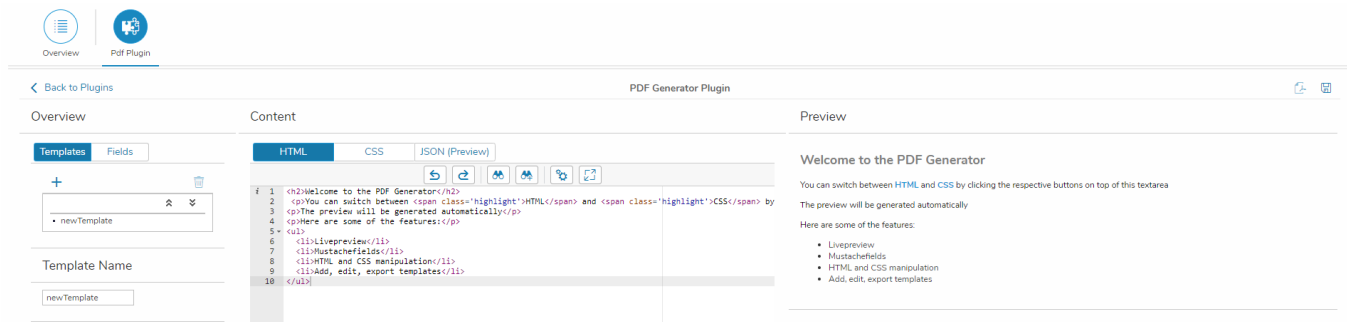 Overview
Pdf Plugin
Back to Plugins
PDF Generator Plugin
Overview
Templates
Fields
newTemplate
Template Name
newTemplate
Content
HTML
CSS
JSON (Preview)
i 1 <h2>Welcome to the PDF Generator</h2>
2 <p>You can switch between <span class='highlight'>HTML</span> and <span class='highlight'>CSS</span> by
3 <p>The preview will be generated automatically</p>
4 <p>Here are some of the features:</p>
5 <ul>
6 <li>Livepreview</li>
7 <li>Mustachefields</li>
8 <li>HTML and CSS manipulation</li>
9 <li>Add, edit, export templates</li>
10 </ul>
Preview
Welcome to the PDF Generator
You can switch between HTML and CSS by clicking the respective buttons on top of this textarea
The preview will be generated automatically
Here are some of the features:
Livepreview
Mustachefields
HTML and CSS manipulation
Add, edit, export templates